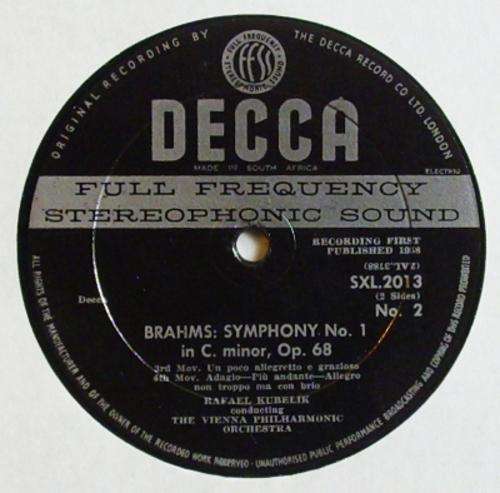 ORIGINAL RECORDING BY THE DECCA RECORD CO LTD, LONDON
FULL FREQUENCY
ffss
STEREOPHONIC SOUND
DECCA
MADE IN SOUTH AFRICA
FULL FREQUENCY
STEREOPHONIC SOUND
RECORDING FIRST
PUBLISHED 1958
(ZAL.3788)
SXL.2013
(2 Sides)
Decca
No. 2
BRAHMS: SYMPHONY No. 1
in C. minor, Op. 68
3rd Mov. Un poco allegretto e grazioso
4th Mov. Adagio—Più andante—Allegro
non troppo ma con brio
RAFAEL KUBELIK
conducting
THE VIENNA PHILHARMONIC
ORCHESTRA
ALL RIGHTS OF THE MANUFACTURER AND OF THE OWNER OF THE RECORDED WORK RESERVED · UNAUTHORISED PUBLIC PERFORMANCE BROADCASTING AND COPYING OF THIS RECORD PROHIBITED